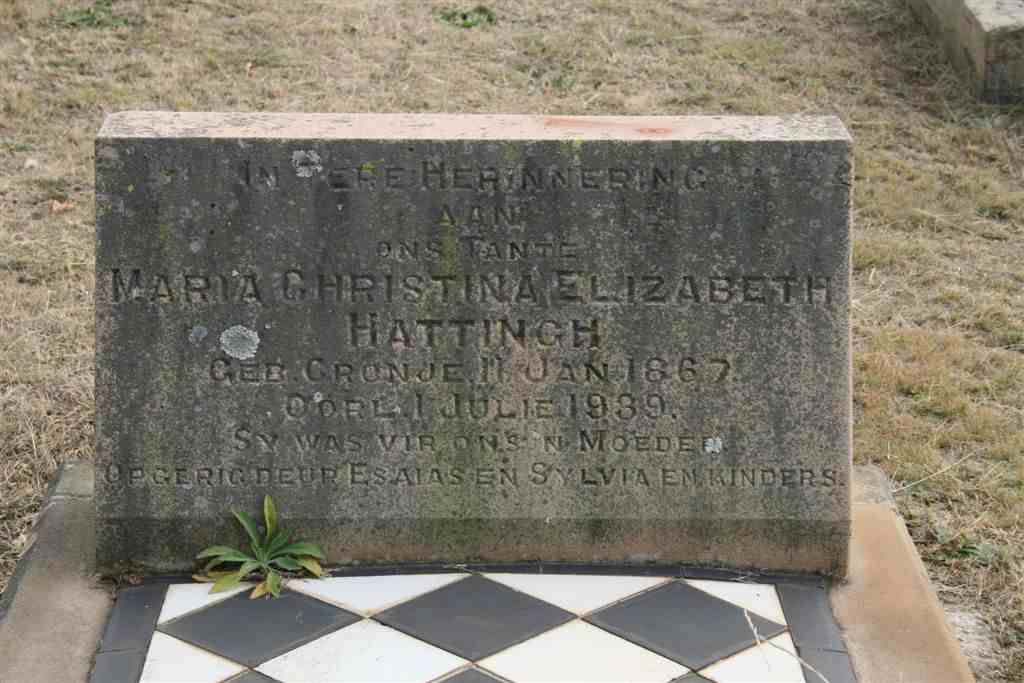 IN TERE HERINNERING
AAN
ONS TANTE
MARIA CHRISTINA ELIZABETH
HATTINGH
GEB. CRONJE. 11 JAN. 1867.
OORL. 1 JULIE 1939.
SY WAS VIR ONS 'N MOEDER
OPGERIG DEUR ESAIAS EN SYLVIA EN KINDERS.